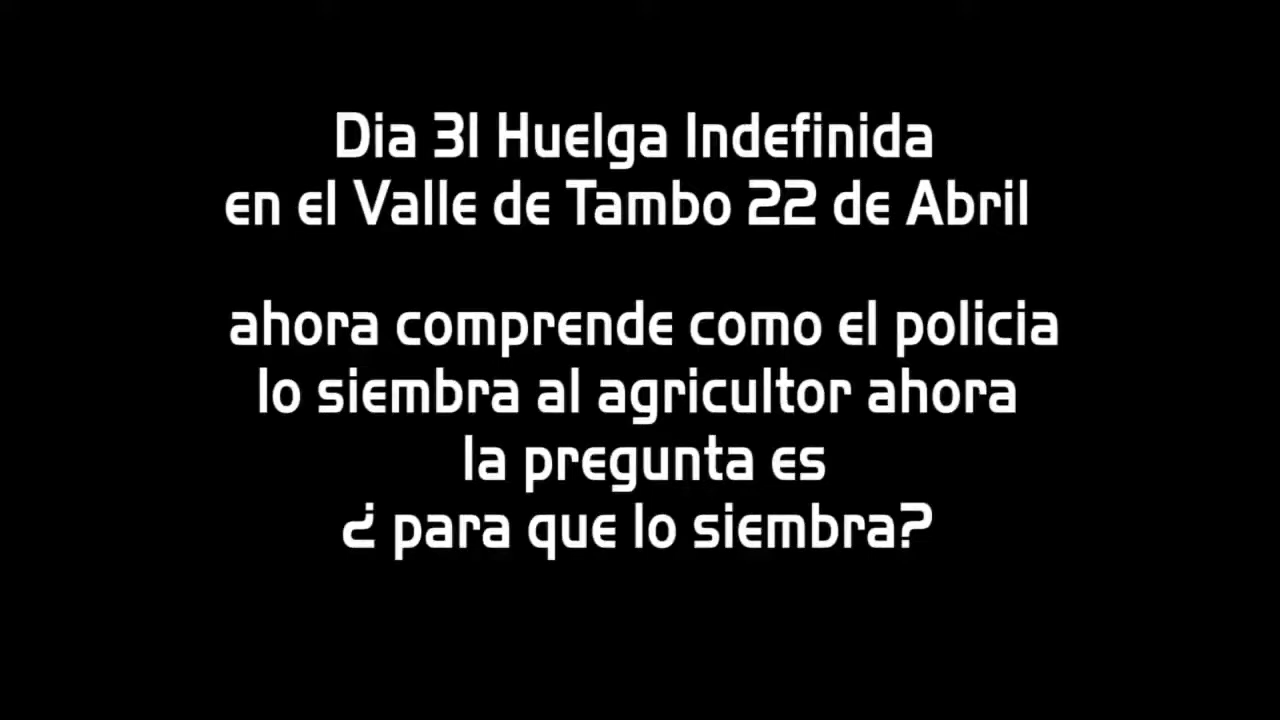 Dia 31 Huelga Indefinida
en el Valle de Tambo 22 de Abril
ahora comprende como el policia
lo siembra al agricultor ahora
la pregunta es
¿ para que lo siembra?